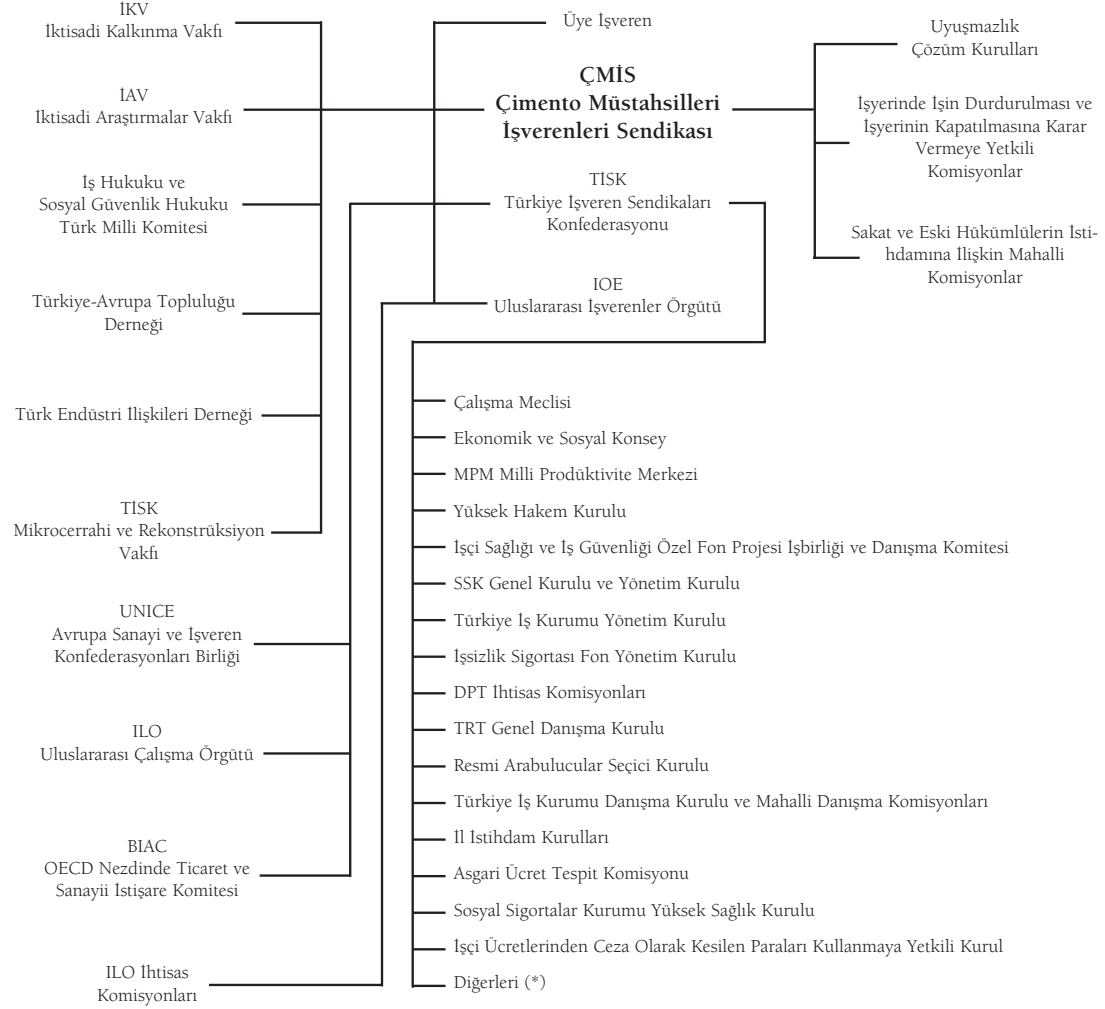 İKV
İktisadi Kalkınma Vakfı
İAV
İktisadi Araştırmalar Vakfı
İş Hukuku ve
Sosyal Güvenlik Hukuku
Türk Milli Komitesi
Türkiye-Avrupa Topluluğu
Derneği
Türk Endüstri İlişkileri Derneği
TİSK
Mikrocerrahi ve Rekonstrüksiyon
Vakfı
UNICE
Avrupa Sanayi ve İşveren
Konfederasyonları Birliği
ILO
Uluslararası Çalışma Örgütü
BIAC
OECD Nezdinde Ticaret ve
Sanayii İstişare Komitesi
ILO İhtisas
Komisyonları
Üye İşveren
ÇMİS
Çimento Müstahsilleri
İşverenleri Sendikası
TİSK
Türkiye İşveren Sendikaları
Konfederasyonu
IOE
Uluslararası İşverenler Örgütü
Uyuşmazlık
Çözüm Kurulları
İşyerinde İşin Durdurulması ve
İşyerinin Kapatılmasına Karar
Vermeye Yetkili
Komisyonlar
Sakat ve Eski Hükümlülerin İsti-
hdamına İlişkin Mahalli
Komisyonlar
Çalışma Meclisi
Ekonomik ve Sosyal Konsey
MPM Milli Prodüktivite Merkezi
Yüksek Hakem Kurulu
İşçi Sağlığı ve İş Güvenliği Özel Fon Projesi İşbirliği ve Danışma Komitesi
SSK Genel Kurulu ve Yönetim Kurulu
Türkiye İş Kurumu Yönetim Kurulu
İşsizlik Sigortası Fon Yönetim Kurulu
DPT İhtisas Komisyonları
TRT Genel Danışma Kurulu
Resmi Arabulucular Seçici Kurulu
Türkiye İş Kurumu Danışma Kurulu ve Mahalli Danışma Komisyonları
İl İstihdam Kurulları
Asgari Ücret Tespit Komisyonu
Sosyal Sigortalar Kurumu Yüksek Sağlık Kurulu
İşçi Ücretlerinden Ceza Olarak Kesilen Paraları Kullanmaya Yetkili Kurul
Diğerleri (*)